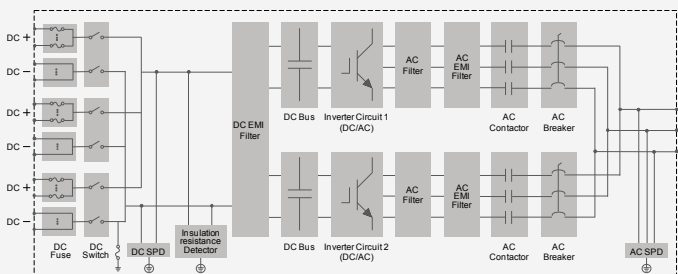 DC +
DC −
DC +
DC −
DC +
DC −
DC
Fuse
DC
Switch
DC SPD
Insulation
resistance
Detector
DC EMI
Filter
DC Bus
Inverter Circuit 1
(DC/AC)
AC
Filter
AC
EMI
Filter
AC
Contactor
AC
Breaker
DC Bus
Inverter Circuit 2
(DC/AC)
AC
Filter
AC
EMI
Filter
AC
Contactor
AC
Breaker
AC SPD